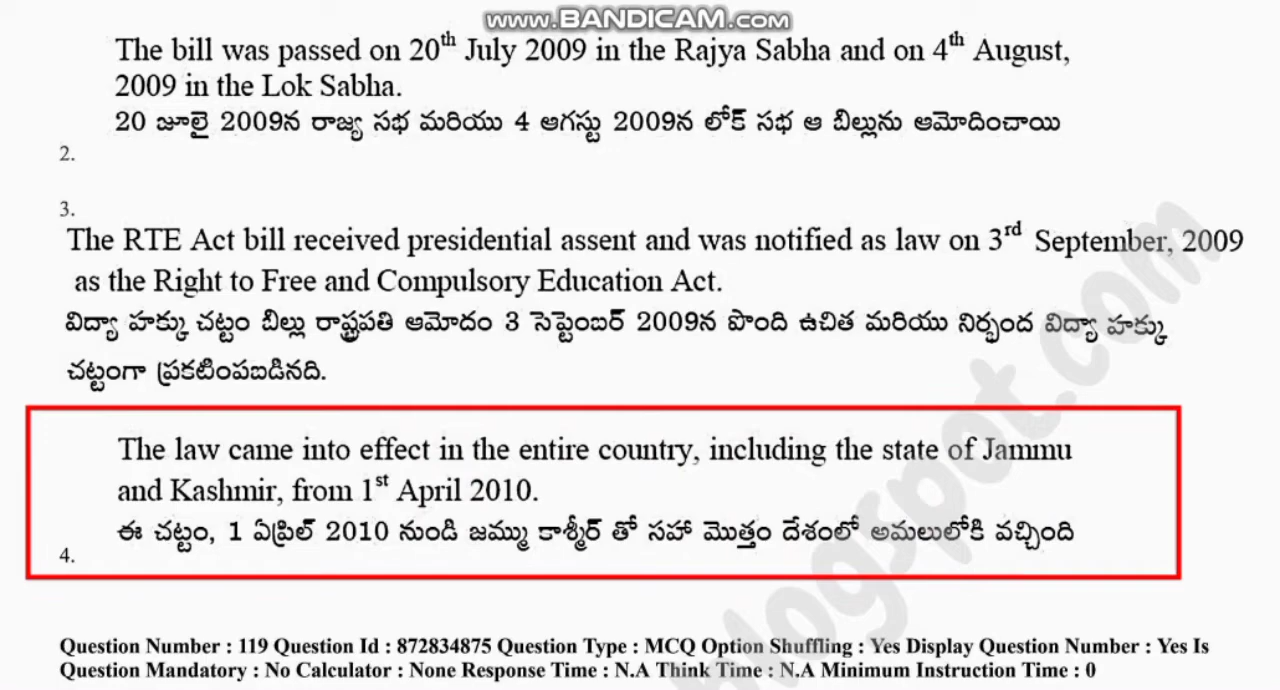 www.BANDICAM.com
The bill was passed on 20th July 2009 in the Rajya Sabha and on 4th August,
2009 in the Lok Sabha.
20 జూలై 2009న రాజ్య సభ మరియు 4 ఆగస్టు 2009న లోక్ సభ ఆ బిల్లును ఆమోదించాయి
2.
3.
The RTE Act bill received presidential assent and was notified as law on 3rd September, 2009
as the Right to Free and Compulsory Education Act.
విద్యా హక్కు చట్టం బిల్లు రాష్ట్రపతి ఆమోదం 3 సెప్టెంబర్ 2009న పొంది ఉచిత మరియు నిర్భంద విద్యా హక్కు
చట్టంగా ప్రకటింపబడినది.
The law came into effect in the entire country, including the state of Jammu
and Kashmir, from 1st April 2010.
ఈ చట్టం, 1 ఏప్రిల్ 2010 నుండి జమ్ము కాశ్మీర్ తో సహా మొత్తం దేశంలో అమలులోకి వచ్చింది
4.
blogspot.com
Question Number : 119 Question Id : 872834875 Question Type : MCQ Option Shuffling : Yes Display Question Number : Yes Is
Question Mandatory : No Calculator : None Response Time : N.A Think Time : N.A Minimum Instruction Time : 0